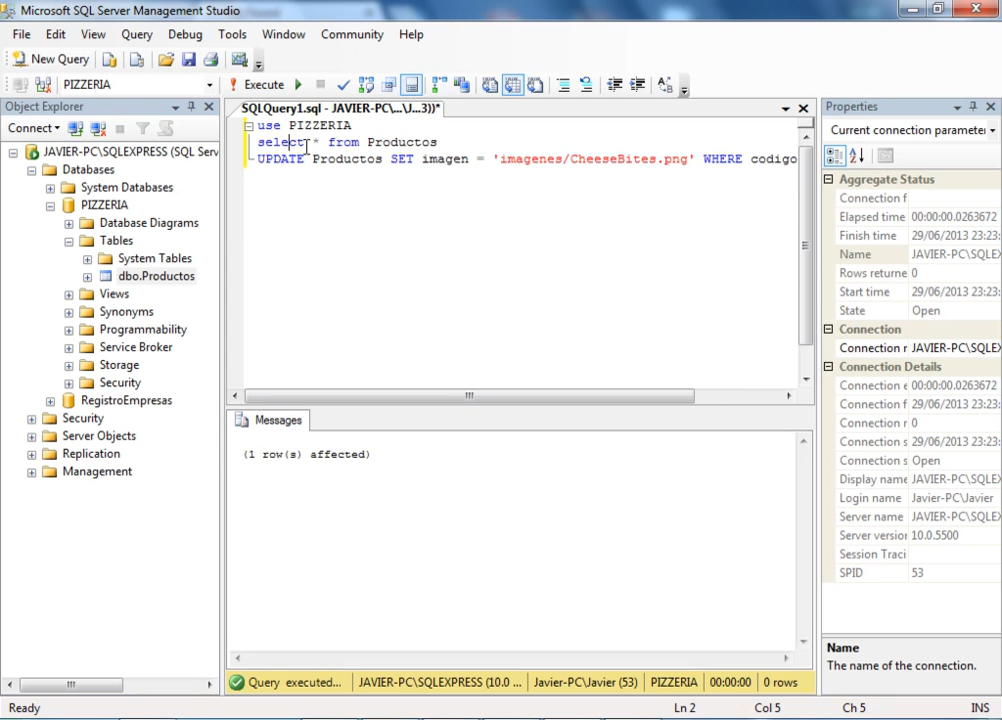 Microsoft SQL Server Management Studio
File Edit View Query Debug Tools Window Community Help
New Query
PIZZERIA
Execute
Object Explorer
Connect
JAVIER-PC\SQLEXPRESS (SQL Serv
Databases
System Databases
PIZZERIA
Database Diagrams
Tables
System Tables
dbo.Productos
Views
Synonyms
Programmability
Service Broker
Storage
Security
RegistroEmpresas
Security
Server Objects
Replication
Management
SQLQuery1.sql - JAVIER-PC\...\J...3))*
use PIZZERIA
select * from Productos
UPDATE Productos SET imagen = 'imagenes/CheeseBites.png' WHERE codigo
Messages
(1 row(s) affected)
Query executed... JAVIER-PC\SQLEXPRESS (10.0 ... Javier-PC\Javier (53) PIZZERIA 00:00:00 0 rows
Properties
Current connection parameter
Aggregate Status
Connection f
Elapsed time 00:00:00.0263672
Finish time 29/06/2013 23:23:
Name JAVIER-PC\SQLEX
Rows returne 0
Start time 29/06/2013 23:23:
State Open
Connection
Connection r JAVIER-PC\SQLEX
Connection Details
Connection e 00:00:00.0263672
Connection f 29/06/2013 23:23:
Connection r 0
Connection s 29/06/2013 23:23:
Connection s Open
Display name JAVIER-PC\SQLEX
Login name Javier-PC\Javier
Server name JAVIER-PC\SQLEX
Server version 10.0.5500
Session Traci
SPID 53
Name
The name of the connection.
Ready Ln 2 Col 5 Ch 5 INS